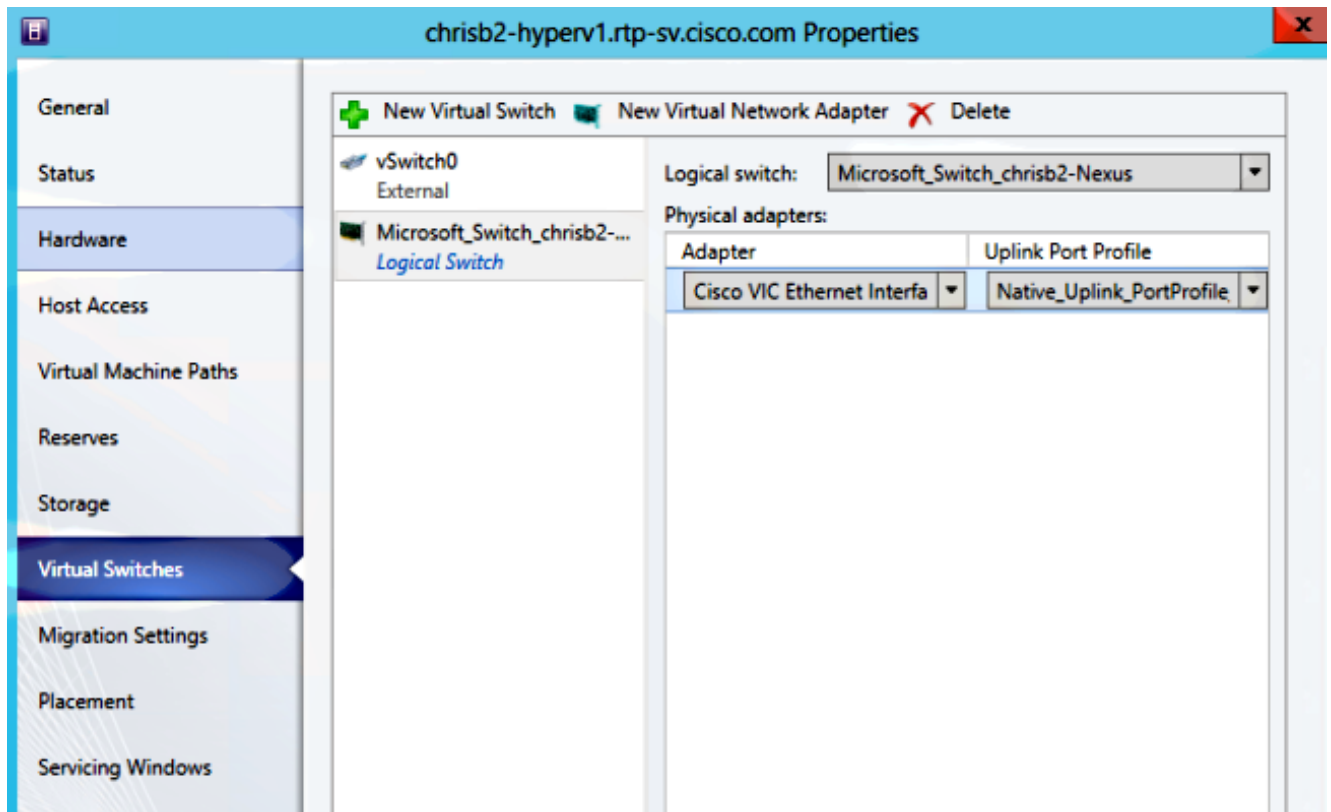 chrisb2-hyperv1.rtp-sv.cisco.com Properties
x
General
Status
Hardware
Host Access
Virtual Machine Paths
Reserves
Storage
Virtual Switches
Migration Settings
Placement
Servicing Windows
New Virtual Switch New Virtual Network Adapter Delete
vSwitch0
External
Microsoft_Switch_chrisb2-...
Logical Switch
Logical switch: Microsoft_Switch_chrisb2-Nexus
Physical adapters:
Adapter Uplink Port Profile
Cisco VIC Ethernet Interfa Native_Uplink_PortProfile_